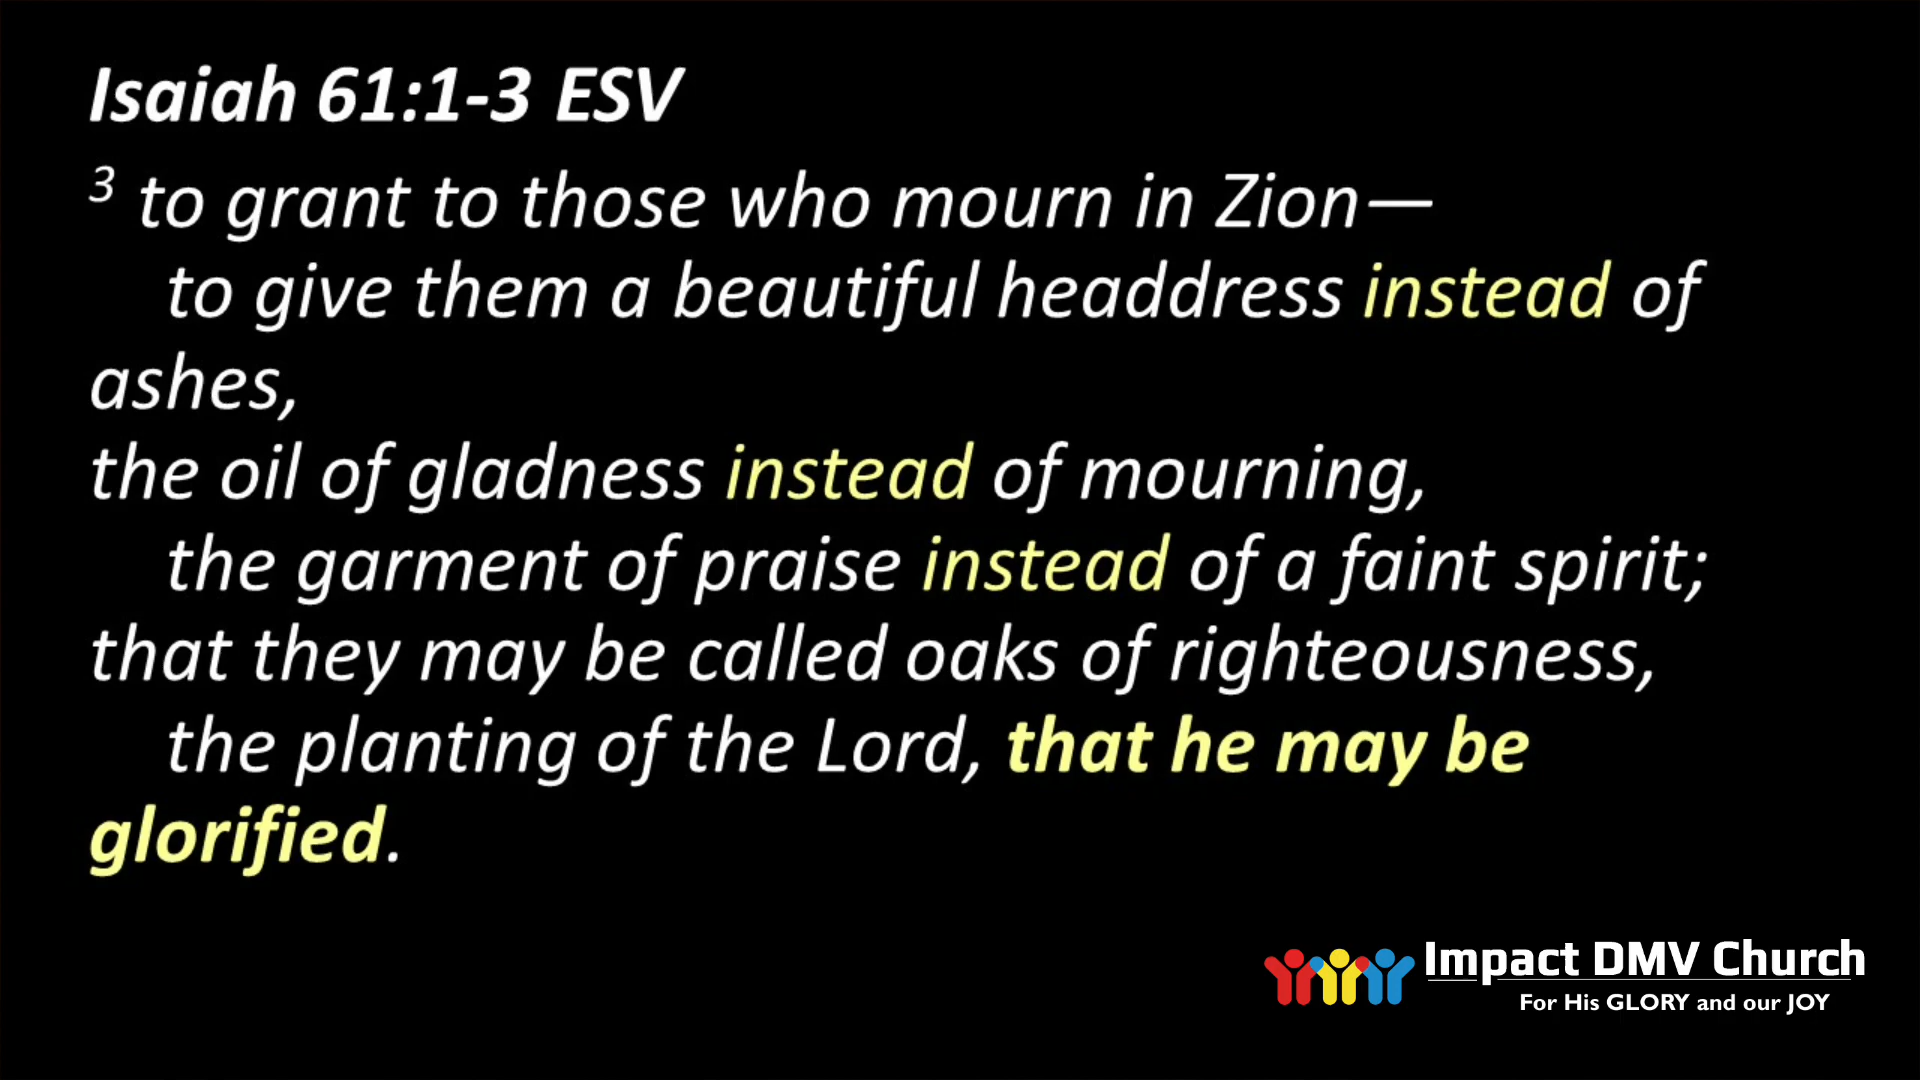 Isaiah 61:1-3 ESV
3 to grant to those who mourn in Zion—
to give them a beautiful headdress instead of
ashes,
the oil of gladness instead of mourning,
the garment of praise instead of a faint spirit;
that they may be called oaks of righteousness,
the planting of the Lord, that he may be
glorified.
Impact DMV Church
For His GLORY and our JOY